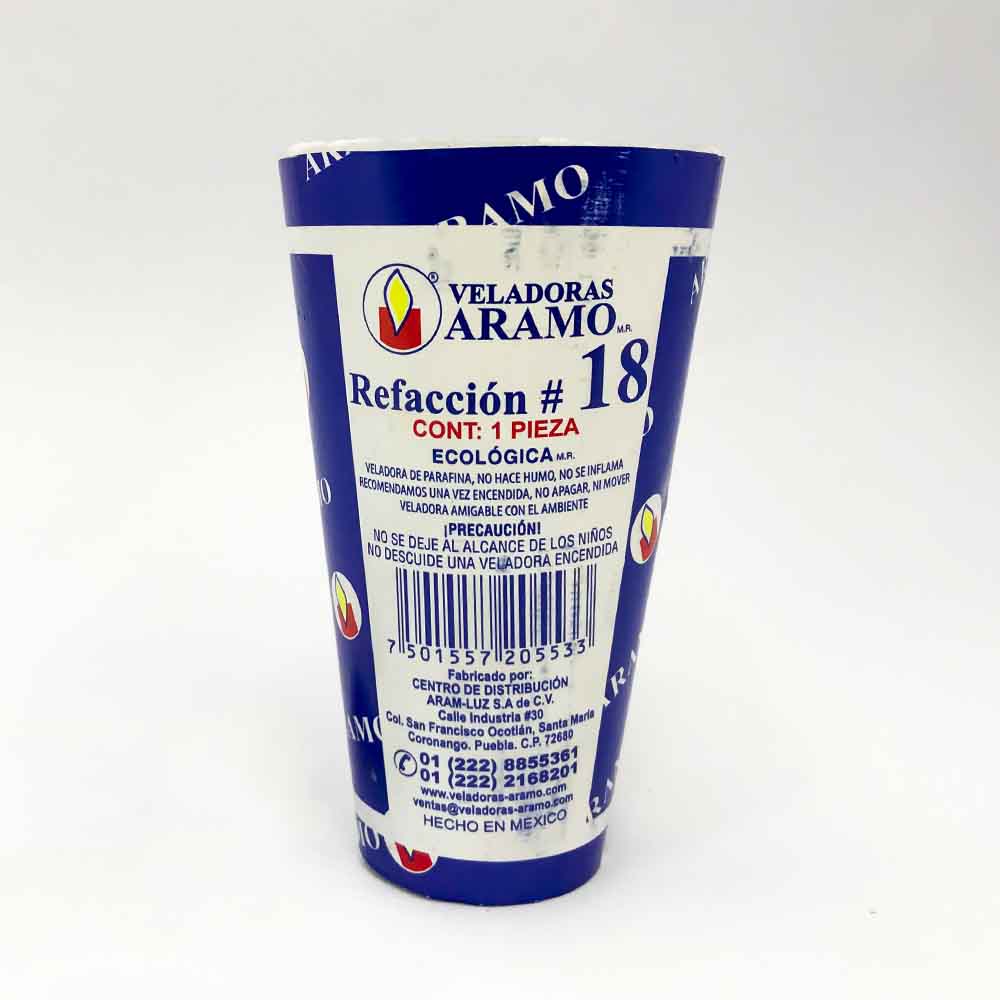 ARAMO
VELADORAS
ARAMO M.R.
Refacción # 18
CONT: 1 PIEZA
ECOLÓGICA M.R.
VELADORA DE PARAFINA, NO HACE HUMO, NO SE INFLAMA
RECOMENDAMOS UNA VEZ ENCENDIDA, NO APAGAR, NI MOVER
VELADORA AMIGABLE CON EL AMBIENTE
¡PRECAUCIÓN!
NO SE DEJE AL ALCANCE DE LOS NIÑOS
NO DESCUIDE UNA VELADORA ENCENDIDA
7 501557 205533
Fabricado por:
CENTRO DE DISTRIBUCIÓN
ARAM-LUZ S.A de C.V.
Calle Industria #30
Col. San Francisco Ocotlán, Santa María
Coronango. Puebla. C.P. 72680
01 (222) 8855361
01 (222) 2168201
www.veladoras-aramo.com
ventas@veladoras-aramo.com
HECHO EN MEXICO